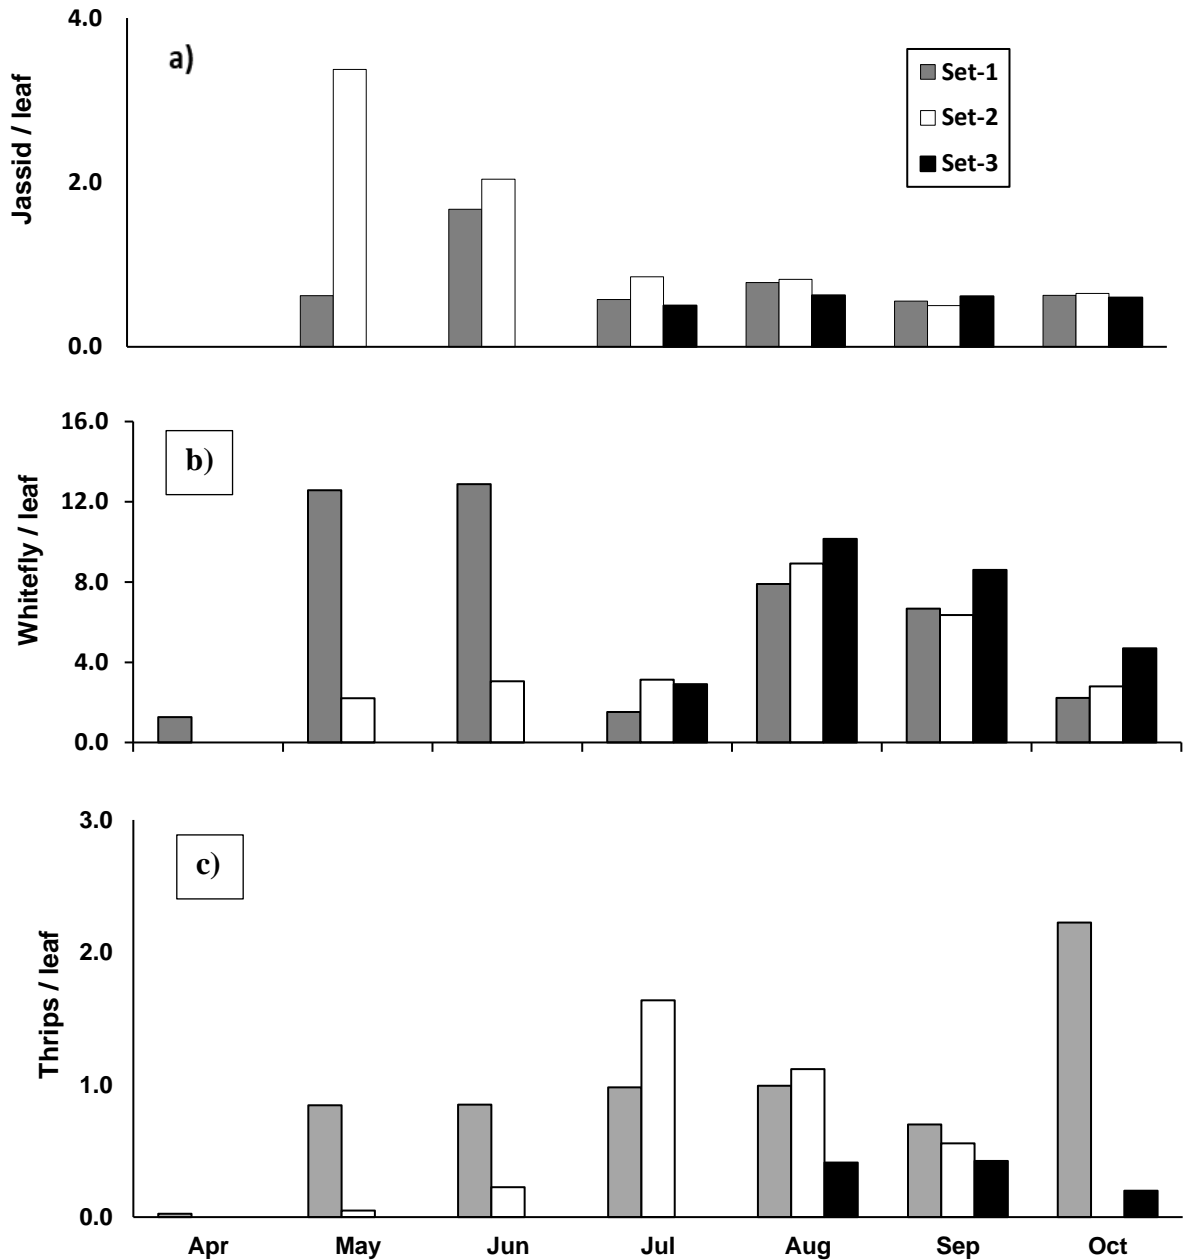 4.0
a)
Set-1
Set-2
Set-3
2.0
0.0
Jassid / leaf
16.0
b)
12.0
8.0
4.0
0.0
Whitefly / leaf
3.0
c)
2.0
1.0
0.0
Thrips / leaf
Apr May Jun Jul Aug Sep Oct